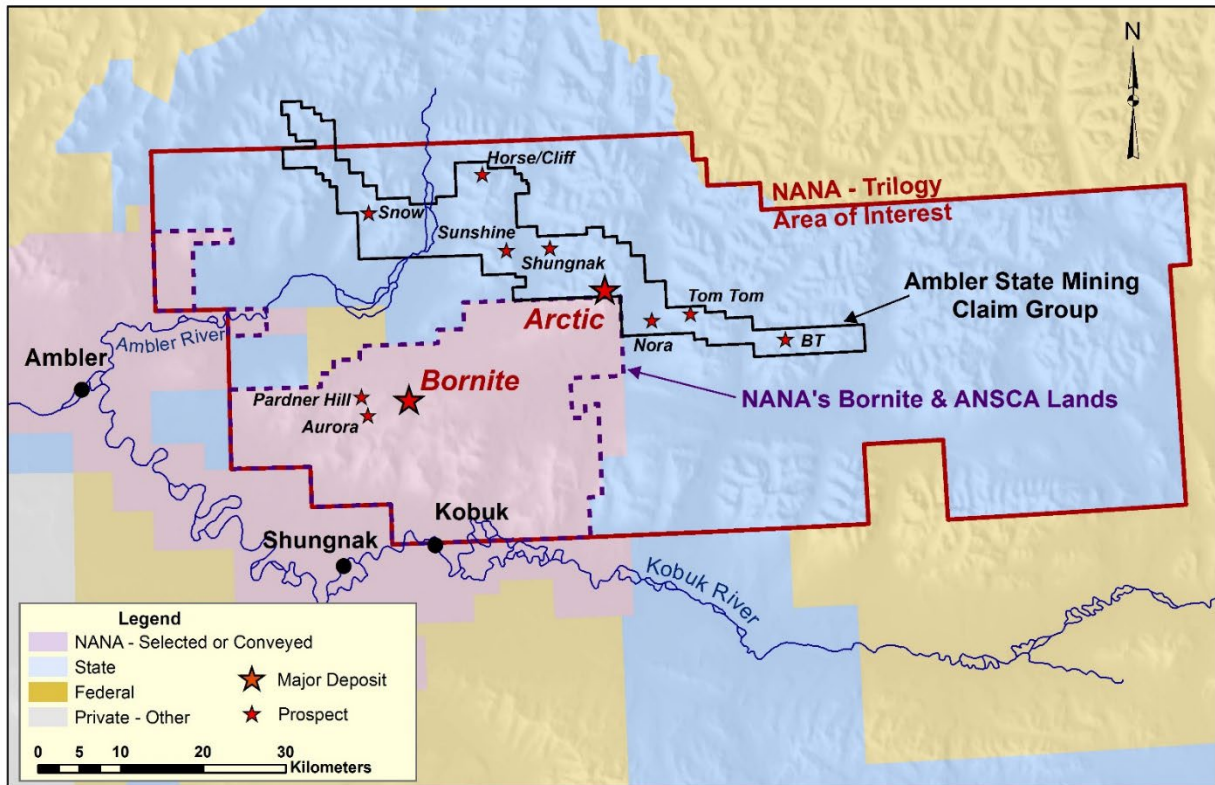 N
Horse/Cliff
NANA - Trilogy
Area of Interest
Snow
Sunshine
Shungnak
Ambler State Mining
Claim Group
Tom Tom
Arctic
Nora
BT
Ambler River
Ambler
Bornite
Pardner Hill
Aurora
NANA's Bornite & ANSCA Lands
Kobuk
Shungnak
Kobuk River
Legend
NANA - Selected or Conveyed
State
Federal
Private - Other
Major Deposit
Prospect
0 5 10 20 30
Kilometers